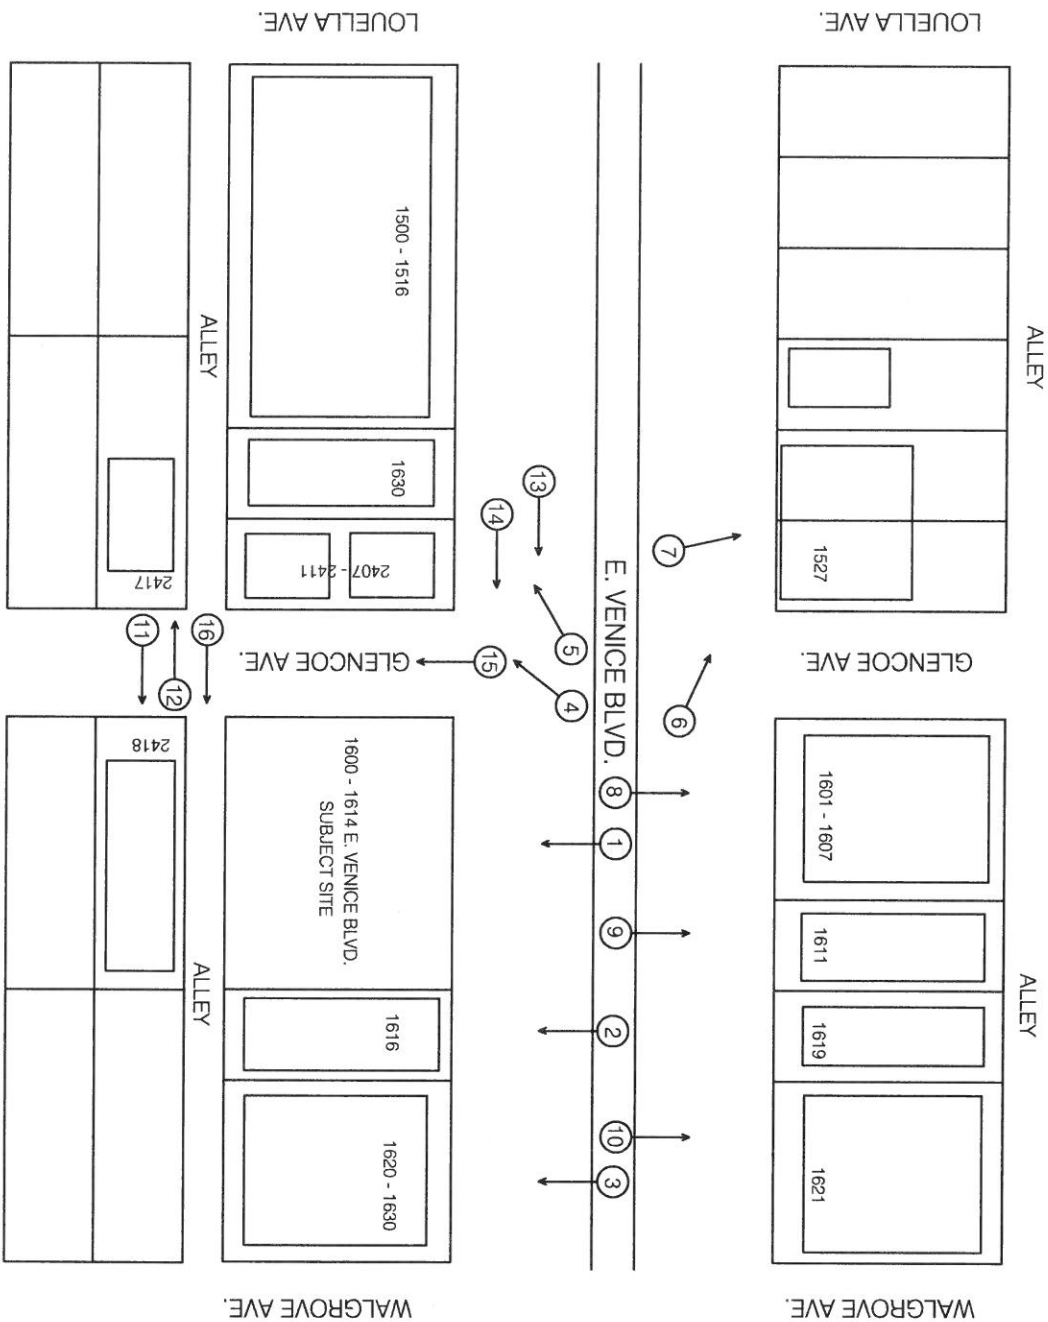 LOUELLA AVE.
LOUELLA AVE.
ALLEY
1500 - 1516
ALLEY
1630
2407 - 2411
2417
1527
13
14
7
E. VENICE BLVD.
5
11
12
16
GLENCOE AVE.
15
4
6
GLENCOE AVE.
2418
1600 - 1614 E. VENICE BLVD.
SUBJECT SITE
8
1
1601 - 1607
9
1611
ALLEY
ALLEY
1616
2
1619
10
3
1620 - 1630
1621
WALGROVE AVE.
WALGROVE AVE.